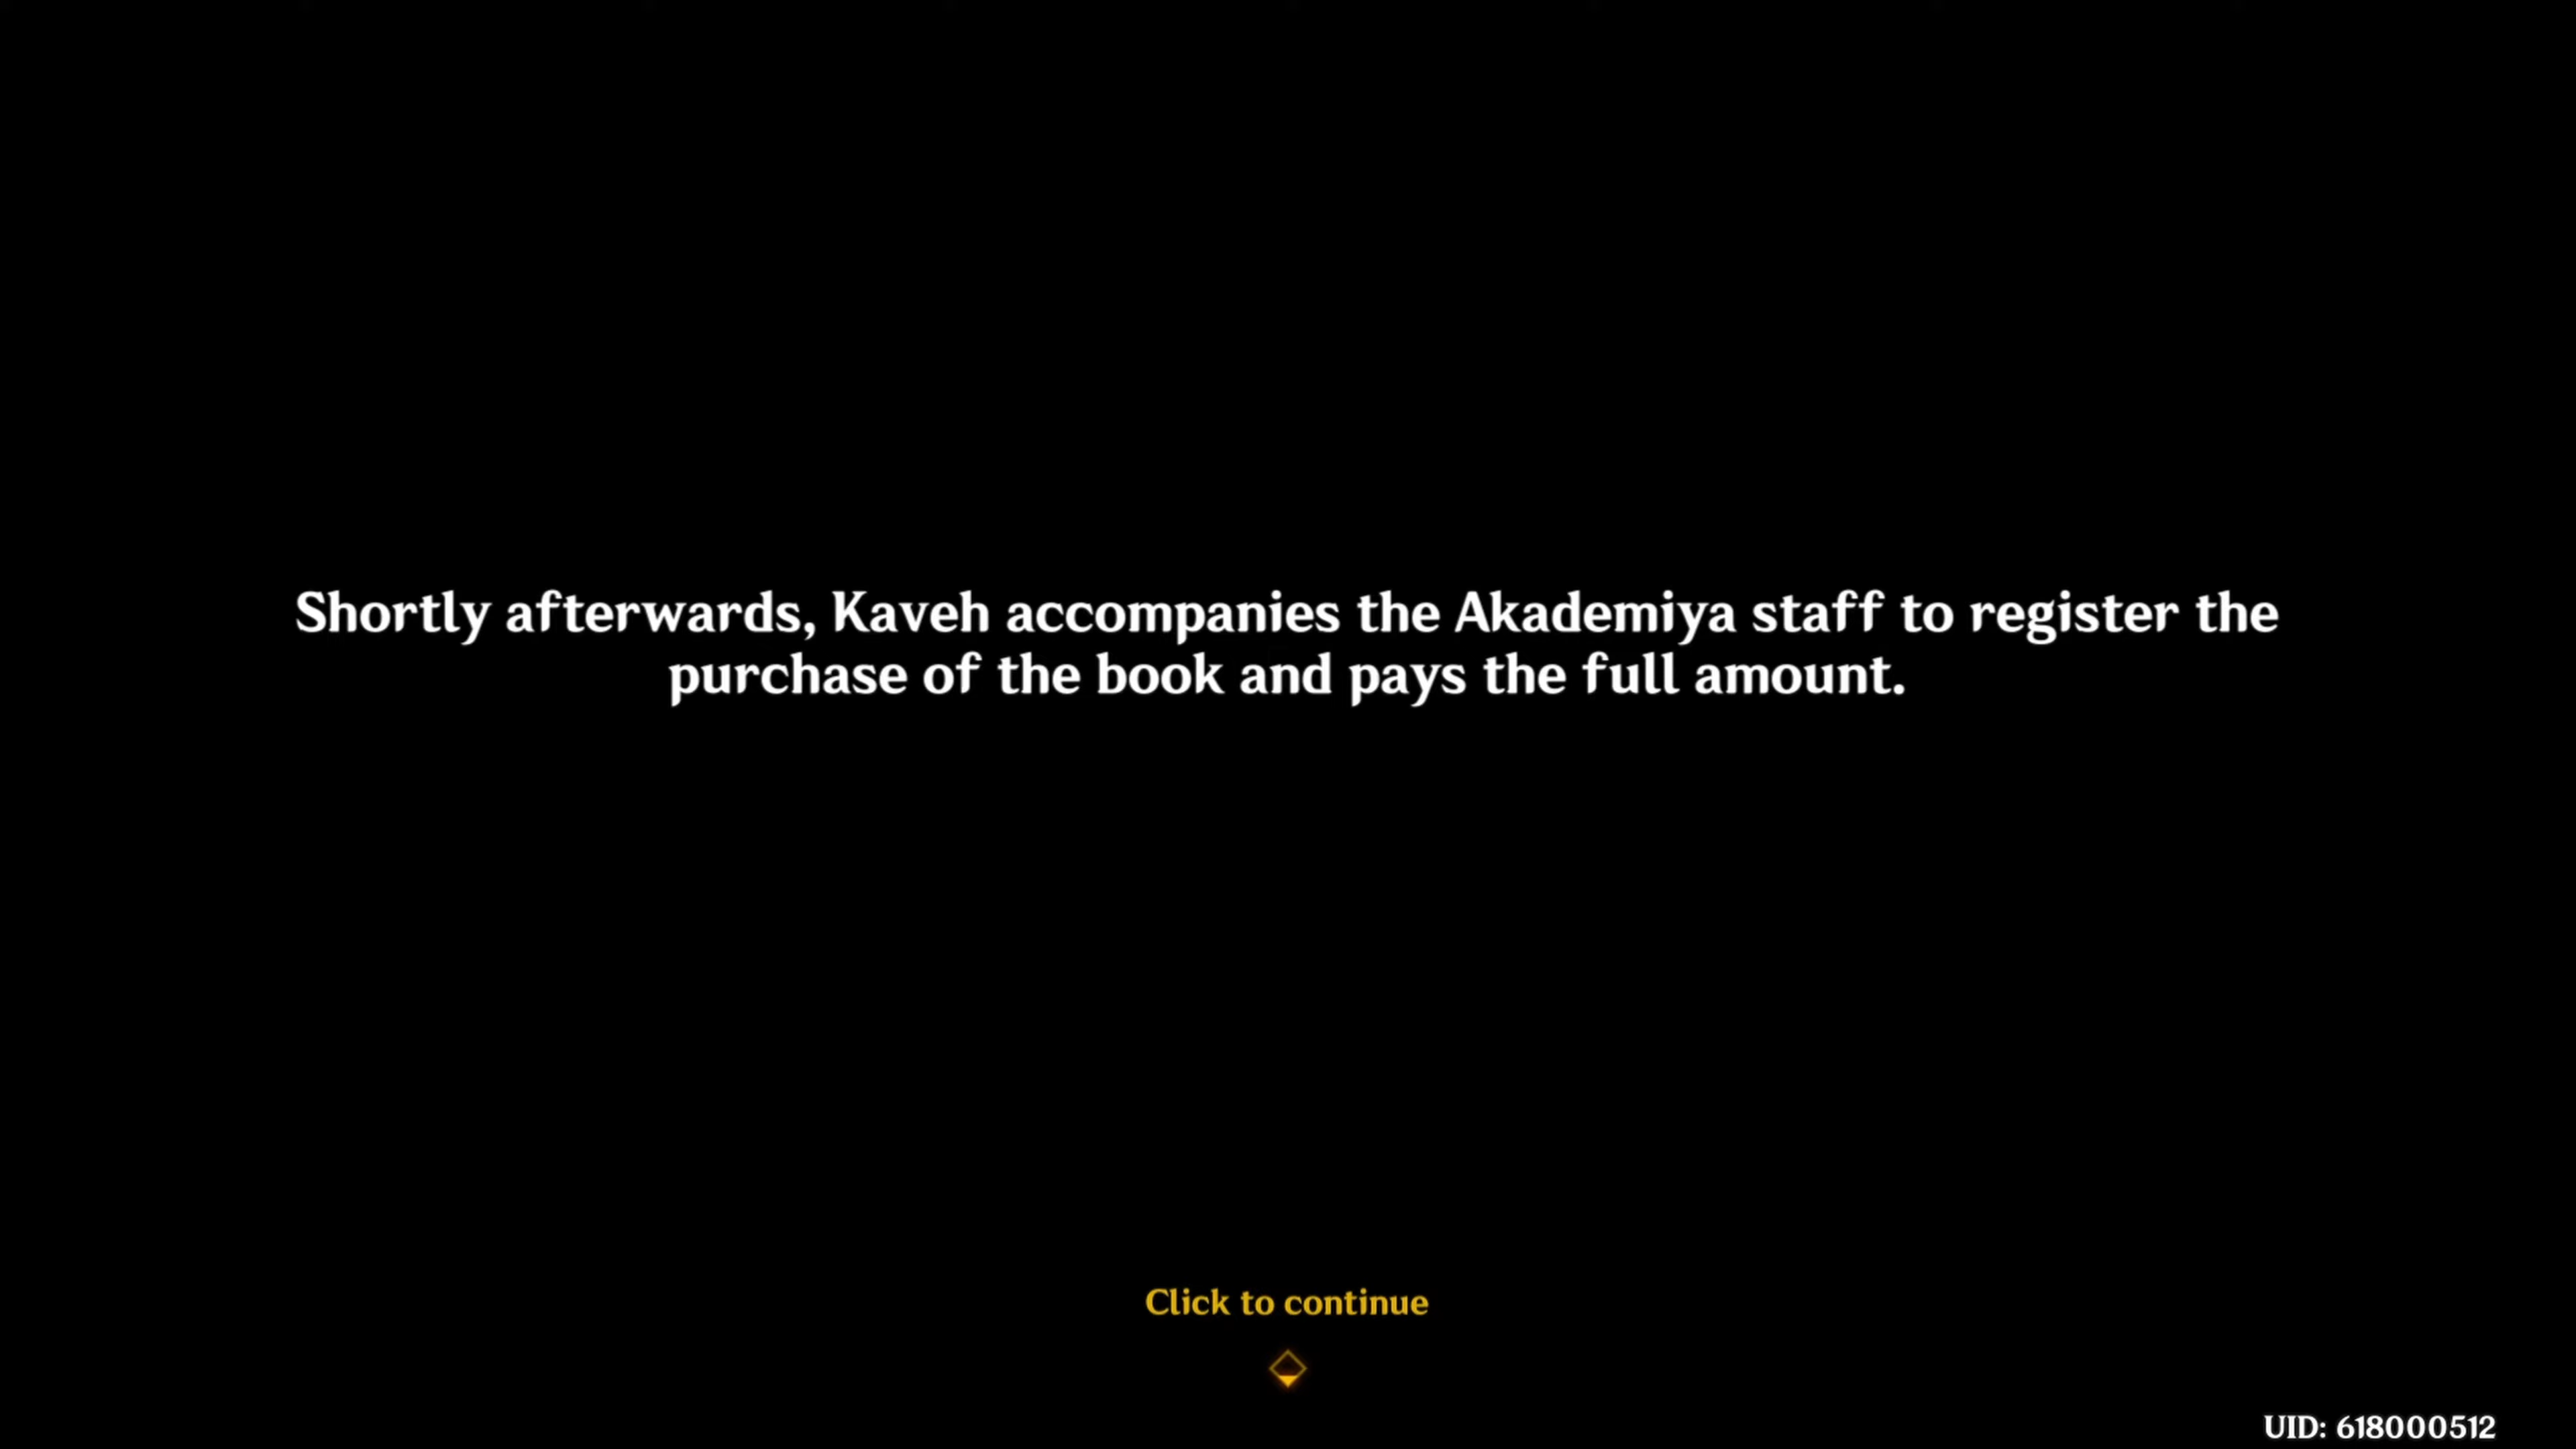 Shortly afterwards, Kaveh accompanies the Akademiya staff to register the
purchase of the book and pays the full amount.
Click to continue
UID: 618000512